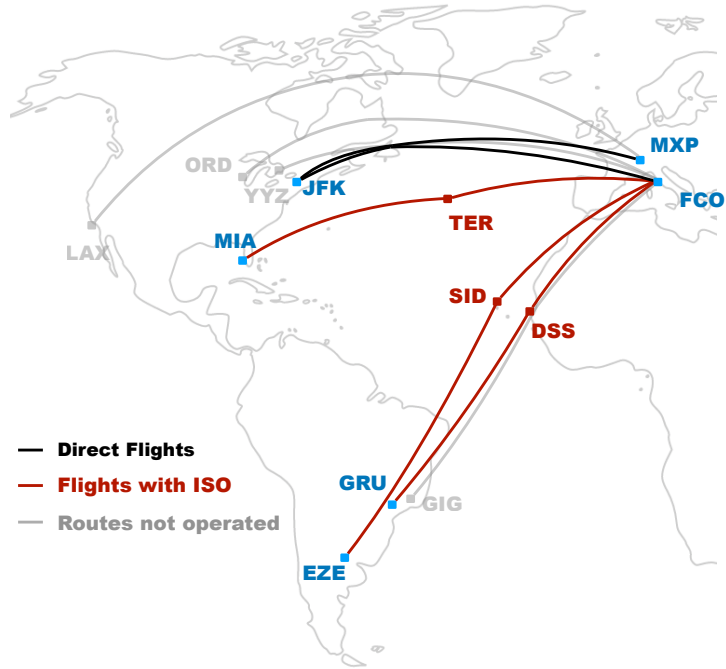 MXP
ORD
YYZ
JFK
FCO
TER
MIA
LAX
SID
DSS
Direct Flights
Flights with ISO
GRU
GIG
Routes not operated
EZE